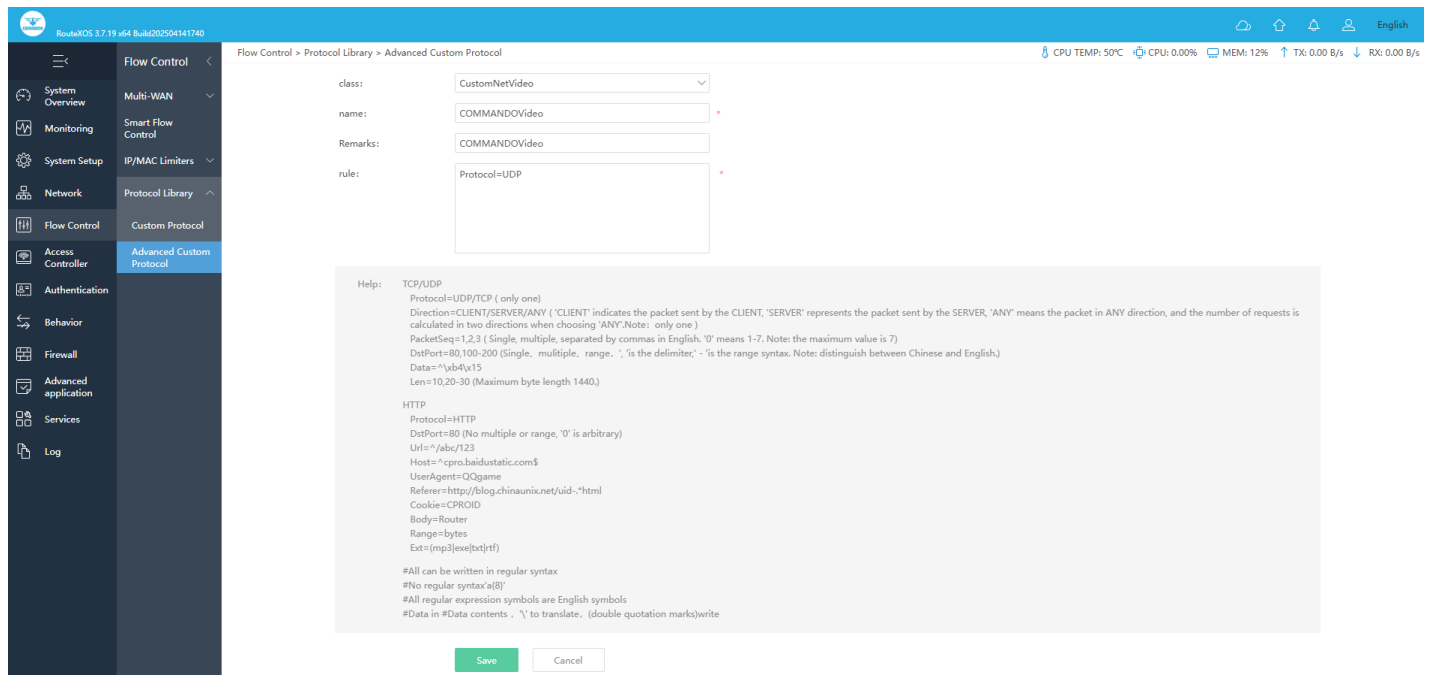 RouteXOS 3.7.19 x64 Build202504141740
English
Flow Control
Flow Control > Protocol Library > Advanced Custom Protocol
CPU TEMP: 50℃ CPU: 0.00% MEM: 12% TX: 0.00 B/s RX: 0.00 B/s
System Overview
Monitoring
System Setup
Network
Flow Control
Access Controller
Authentication
Behavior
Firewall
Advanced application
Services
Log
Multi-WAN
Smart Flow Control
IP/MAC Limiters
Protocol Library
Custom Protocol
Advanced Custom Protocol
class: CustomNetVideo
name: COMMANDOVideo *
Remarks: COMMANDOVideo
rule: Protocol=UDP *
Help: TCP/UDP
Protocol=UDP/TCP ( only one)
Direction=CLIENT/SERVER/ANY ( 'CLIENT' indicates the packet sent by the CLIENT, 'SERVER' represents the packet sent by the SERVER, 'ANY' means the packet in ANY direction, and the number of requests is
calculated in two directions when choosing 'ANY'.Note：only one )
PacketSeq=1,2,3 ( Single, multiple, separated by commas in English. '0' means 1-7. Note: the maximum value is 7)
DstPort=80,100-200 (Single、mulitiple、range、', 'is the delimiter,' - 'is the range syntax. Note: distinguish between Chinese and English.)
Data=^\xb4\x15
Len=10,20-30 (Maximum byte length 1440.)
HTTP
Protocol=HTTP
DstPort=80 (No multiple or range, '0' is arbitrary)
Url=^/abc/123
Host=^cpro.baidustatic.com$
UserAgent=QQgame
Referer=http://blog.chinaunix.net/uid-.*html
Cookie=CPROID
Body=Router
Range=bytes
Ext=(mp3|exe|txt|rtf)
#All can be written in regular syntax
#No regular syntax'a{8}'
#All regular expression symbols are English symbols
#Data in #Data contents ，'\' to translate，(double quotation marks)write
Save
Cancel